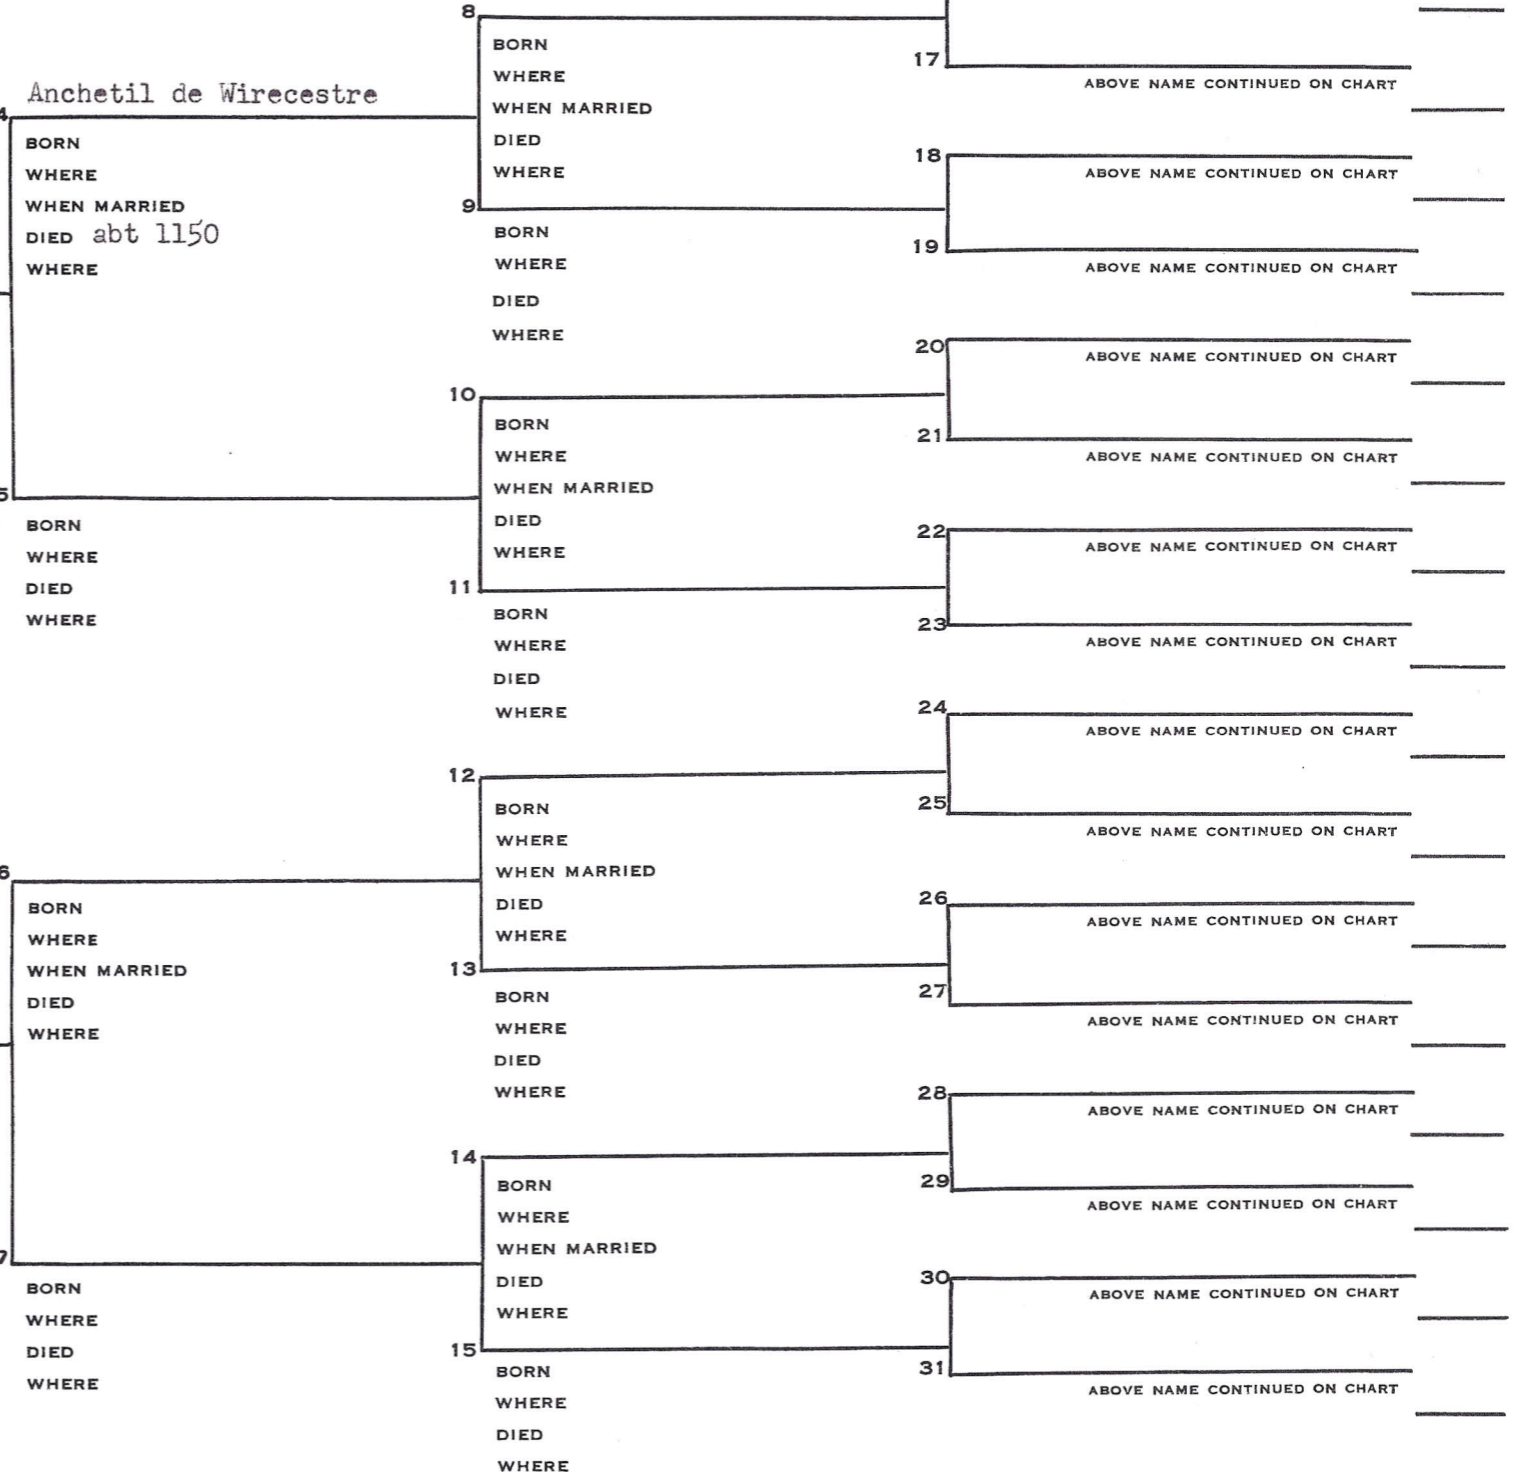 Anchetil de Wirecestre
4
BORN
WHERE
WHEN MARRIED
DIED abt 1150
WHERE
5
BORN
WHERE
DIED
WHERE
6
BORN
WHERE
WHEN MARRIED
DIED
WHERE
7
BORN
WHERE
DIED
WHERE
8
BORN
WHERE
WHEN MARRIED
DIED
WHERE
9
BORN
WHERE
DIED
WHERE
10
BORN
WHERE
WHEN MARRIED
DIED
WHERE
11
BORN
WHERE
DIED
WHERE
12
BORN
WHERE
WHEN MARRIED
DIED
WHERE
13
BORN
WHERE
DIED
WHERE
14
BORN
WHERE
WHEN MARRIED
DIED
WHERE
15
BORN
WHERE
DIED
WHERE
17
ABOVE NAME CONTINUED ON CHART
18
ABOVE NAME CONTINUED ON CHART
19
ABOVE NAME CONTINUED ON CHART
20
ABOVE NAME CONTINUED ON CHART
21
ABOVE NAME CONTINUED ON CHART
22
ABOVE NAME CONTINUED ON CHART
23
ABOVE NAME CONTINUED ON CHART
24
ABOVE NAME CONTINUED ON CHART
25
ABOVE NAME CONTINUED ON CHART
26
ABOVE NAME CONTINUED ON CHART
27
ABOVE NAME CONTINUED ON CHART
28
ABOVE NAME CONTINUED ON CHART
29
ABOVE NAME CONTINUED ON CHART
30
ABOVE NAME CONTINUED ON CHART
31
ABOVE NAME CONTINUED ON CHART